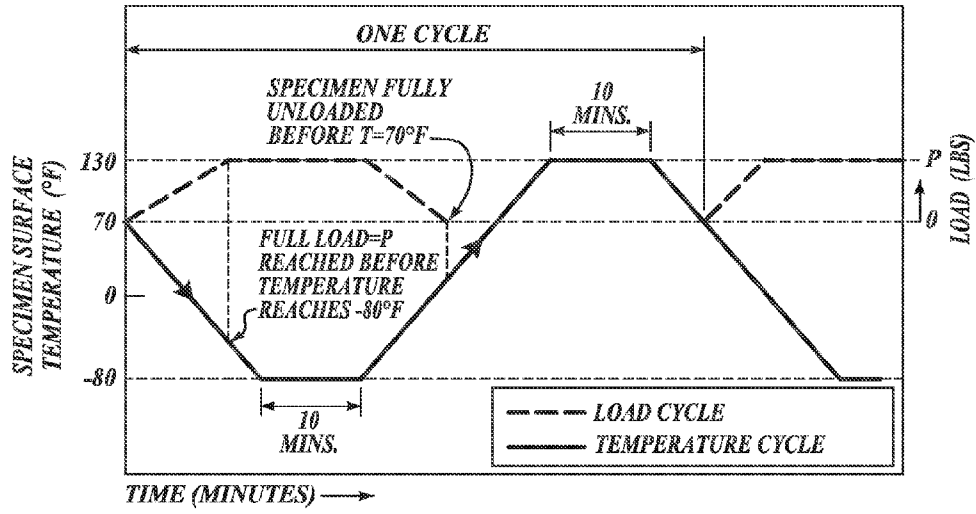 ONE CYCLE
SPECIMEN FULLY
UNLOADED
BEFORE T=70°F
10
MINS.
SPECIMEN SURFACE
TEMPERATURE (°F)
130
70
0
-80
P
0
LOAD (LBS)
FULL LOAD=P
REACHED BEFORE
TEMPERATURE
REACHES -80°F
10
MINS.
LOAD CYCLE
TEMPERATURE CYCLE
TIME (MINUTES)